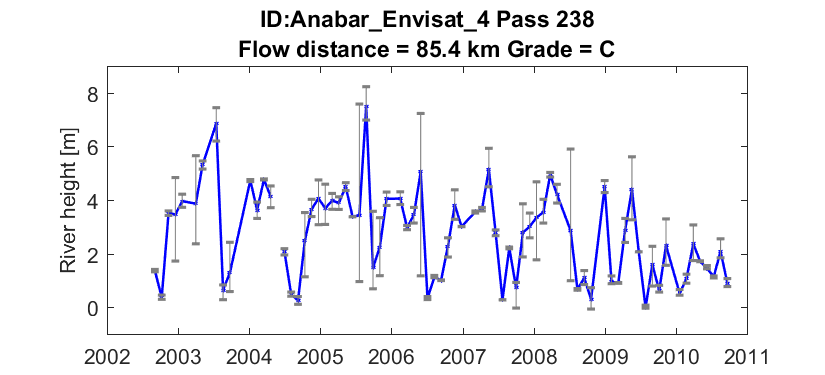 ID:Anabar_Envisat_4 Pass 238
Flow distance = 85.4 km Grade = C
River height [m]
8
6
4
2
0
2002 2003 2004 2005 2006 2007 2008 2009 2010 2011